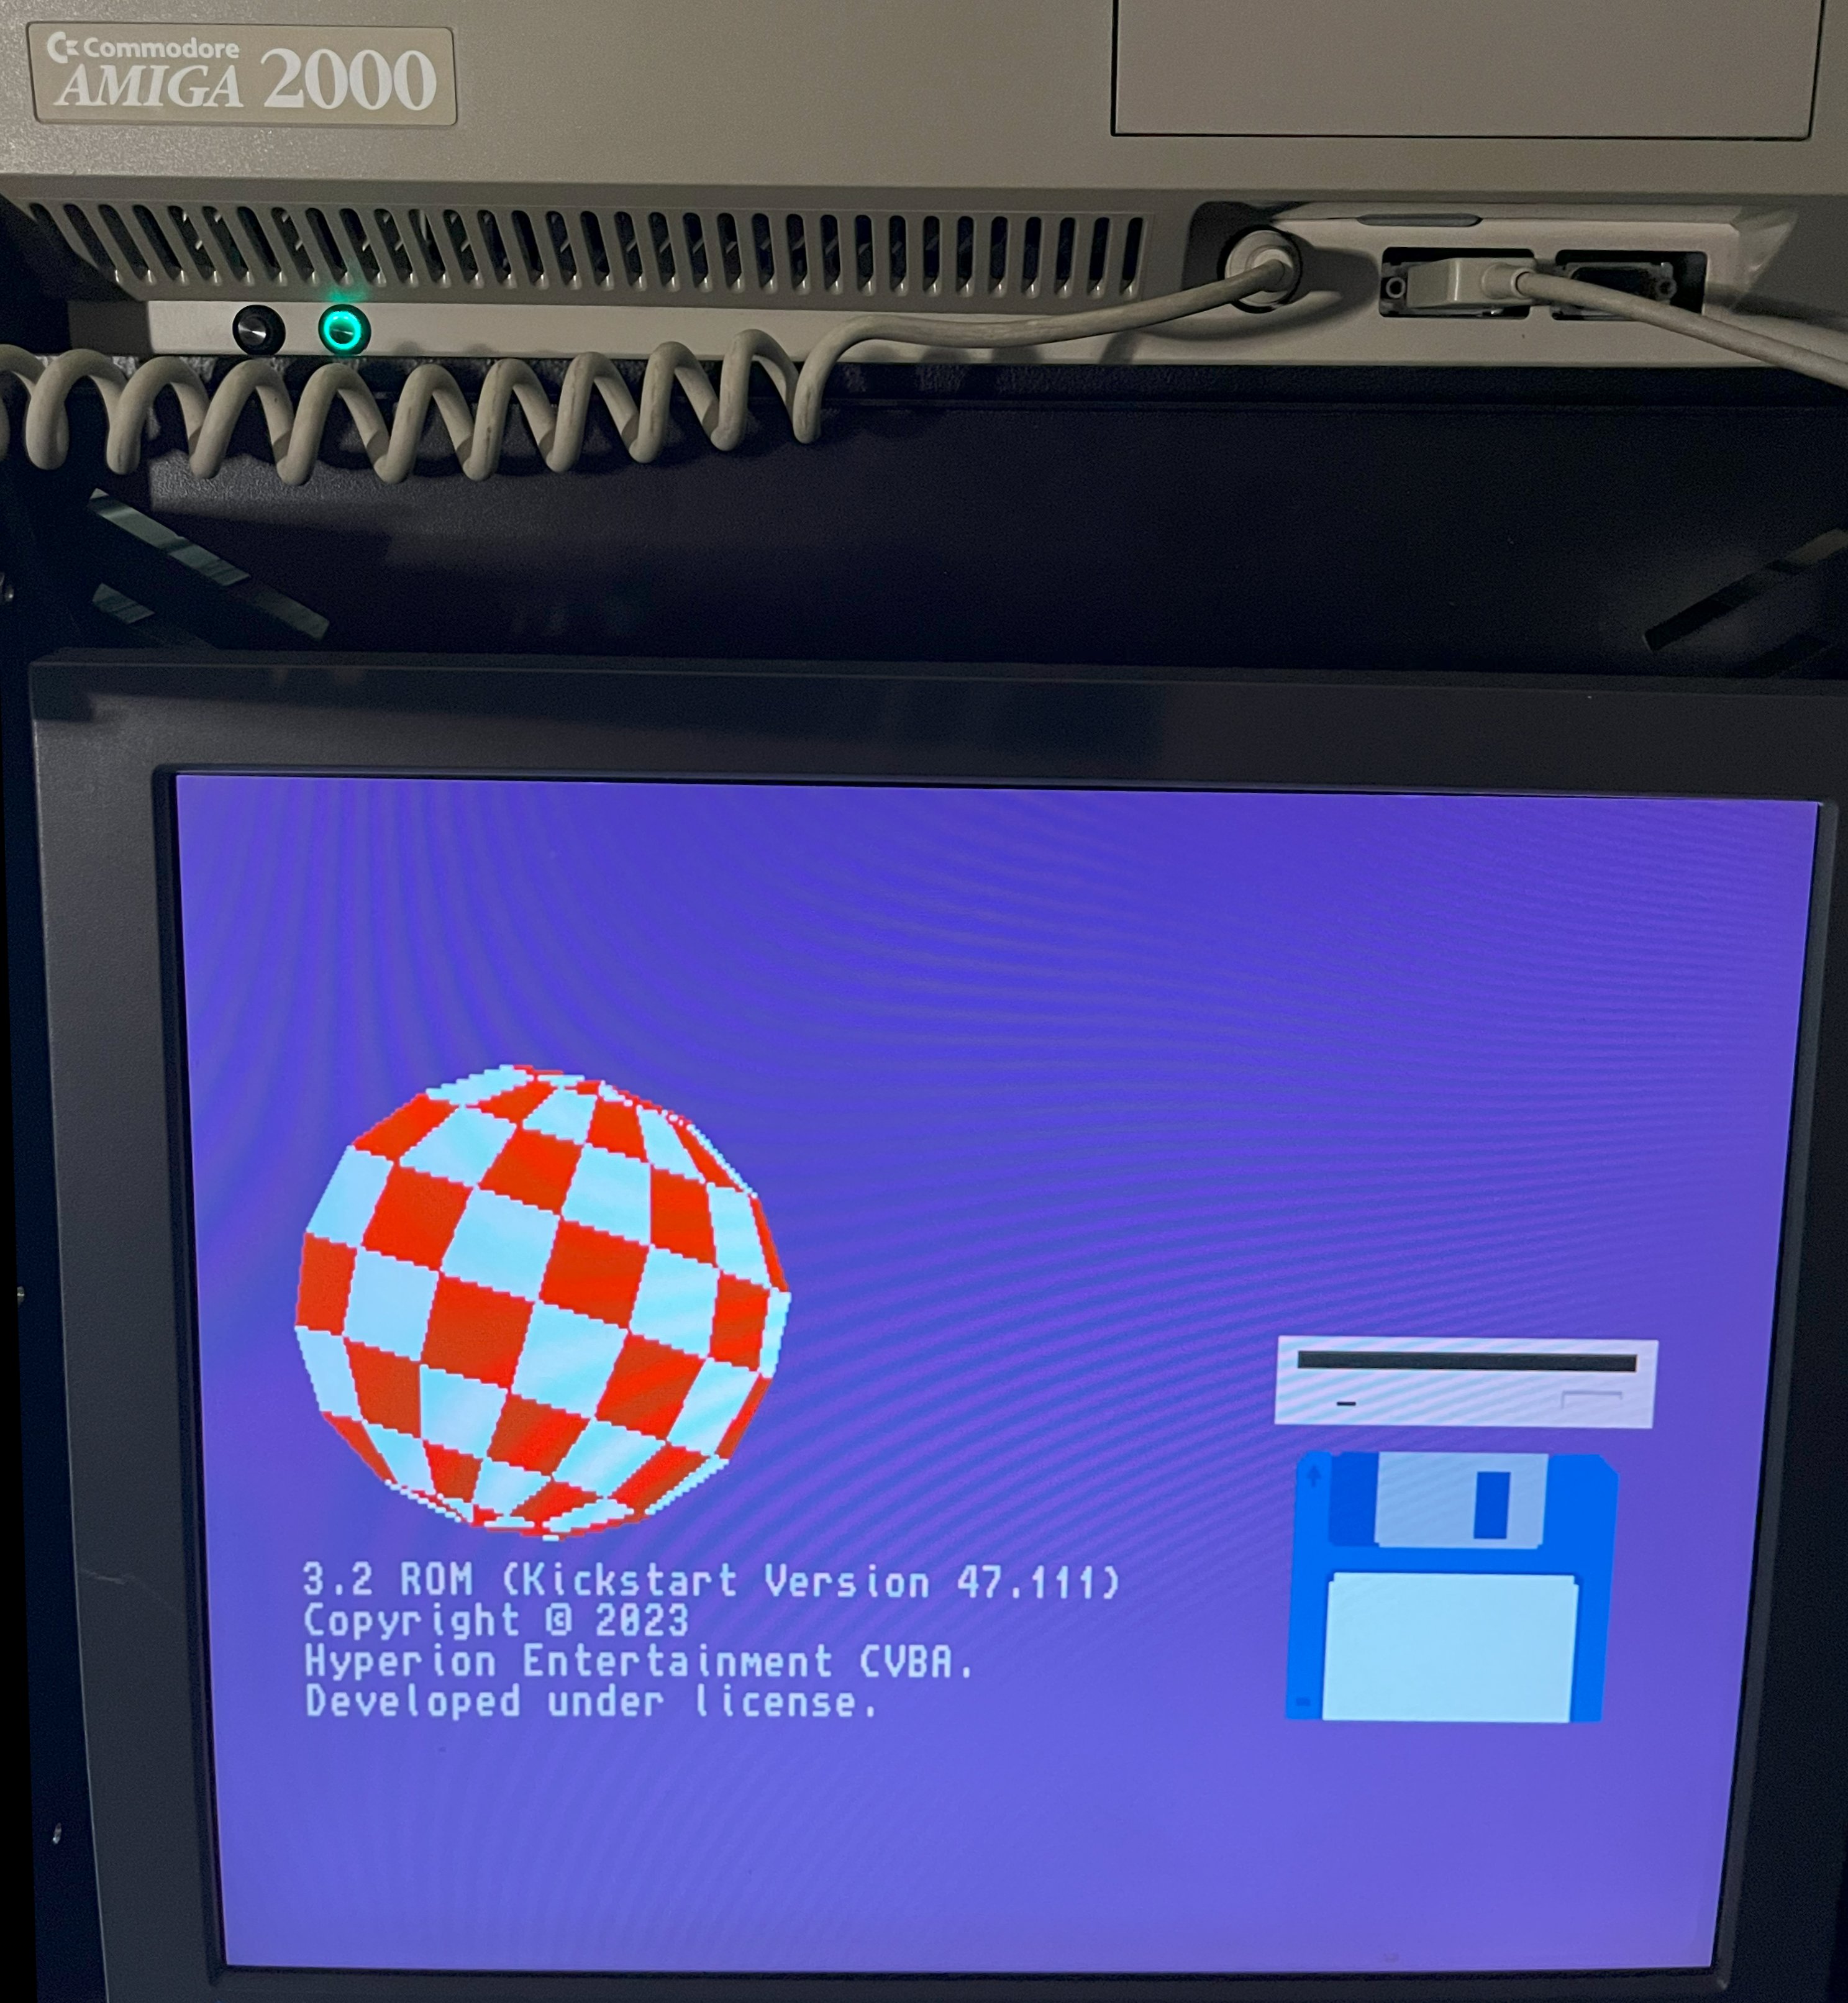 Commodore
AMIGA 2000
3.2 ROM (Kickstart Version 47.111)
Copyright © 2023
Hyperion Entertainment CVBA.
Developed under license.